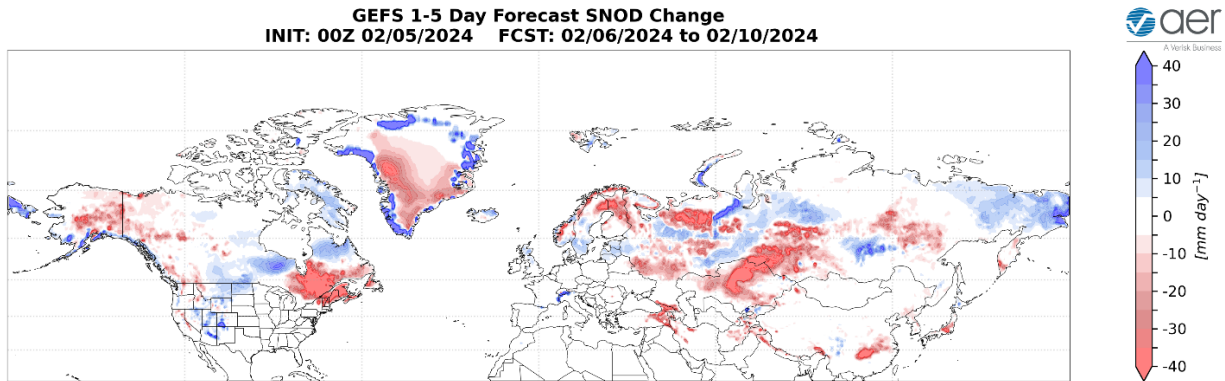 GEFS 1-5 Day Forecast SNOD Change
INIT: 00Z 02/05/2024 FCST: 02/06/2024 to 02/10/2024
aer
A Verisk Business
40
30
20
10
0
-10
-20
-30
-40
[mm day⁻¹]